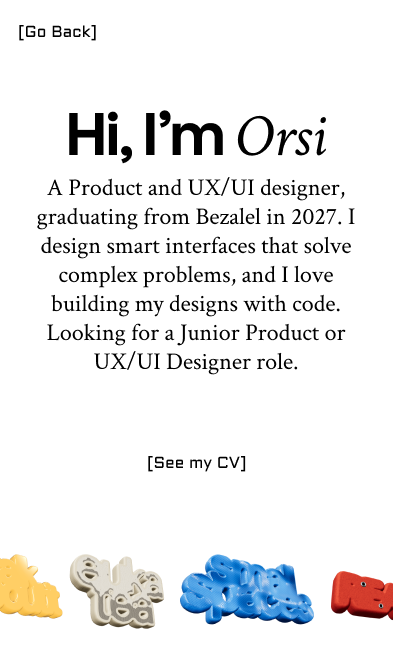 [Go Back]
Hi, I’m Orsi
A Product and UX/UI designer,
graduating from Bezalel in 2027. I
design smart interfaces that solve
complex problems, and I love
building my designs with code.
Looking for a Junior Product or
UX/UI Designer role.
[See my CV]